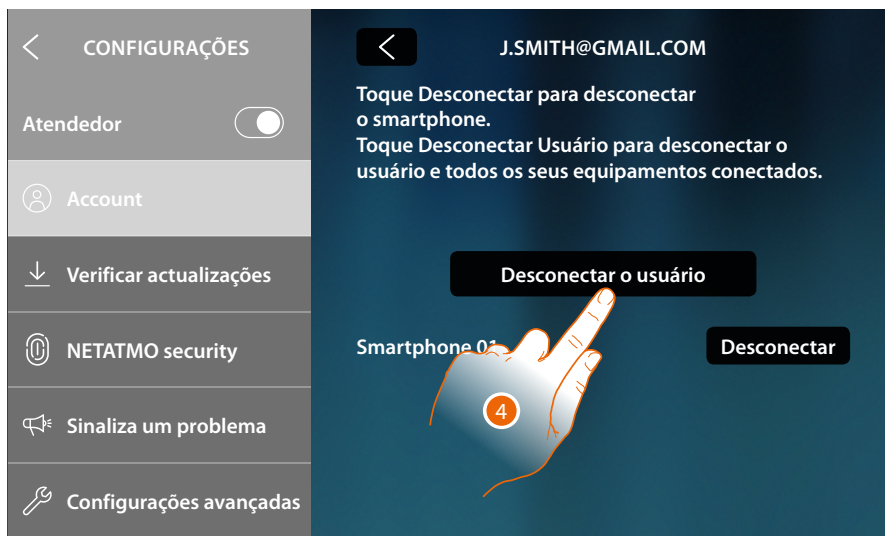 CONFIGURAÇÕES
Atendedor
Account
Verificar actualizações
NETATMO security
Sinaliza um problema
Configurações avançadas
J.SMITH@GMAIL.COM
Toque Desconectar para desconectar
o smartphone.
Toque Desconectar Usuário para desconectar o
usuário e todos os seus equipamentos conectados.
Desconectar o usuário
Smartphone 01
Desconectar
4